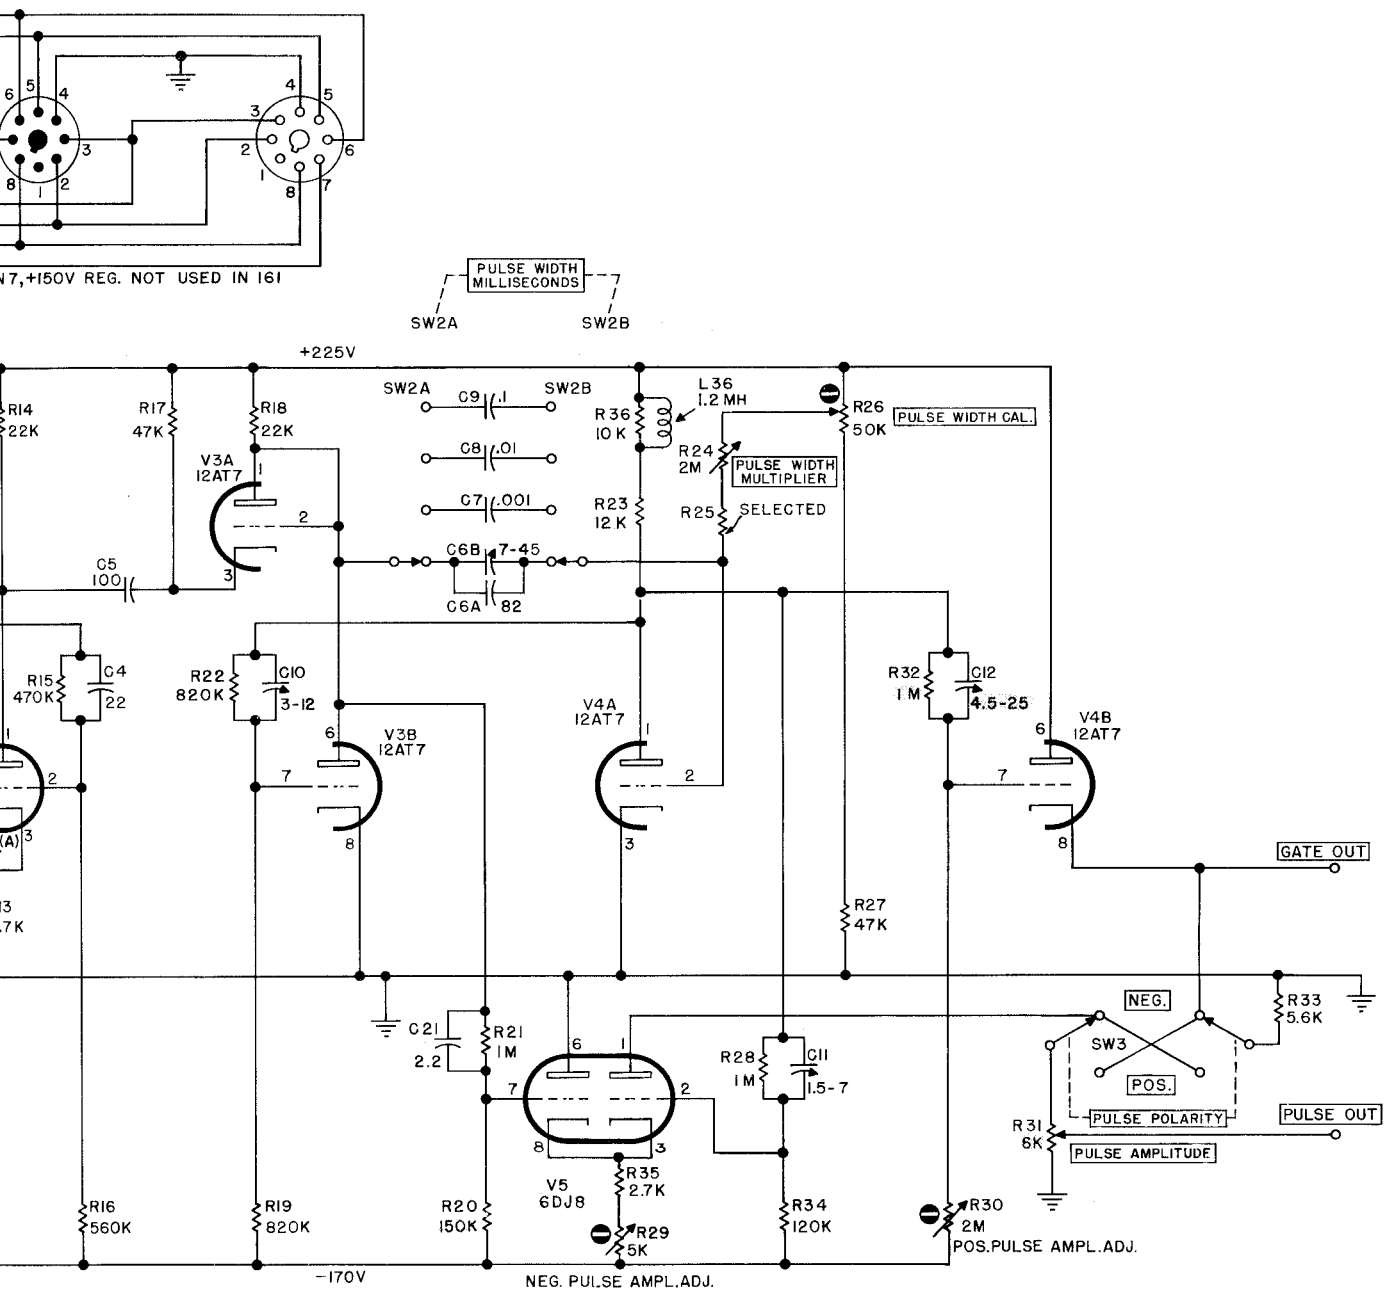 6
5
4
3
8
1
2
4
3
5
2
6
1
8
7
N7,+150V REG. NOT USED IN 161
PULSE WIDTH
MILLISECONDS
SW2A
SW2B
+225V
R14
22K
R17
47K
R18
22K
SW2A
SW2B
C9
.1
C8
.01
C7
.001
C6B
7-45
C6A
82
R36
10K
L36
1.2MH
R23
12K
R24
2M
PULSE WIDTH
MULTIPLIER
R25
SELECTED
R26
50K
PULSE WIDTH CAL.
V3A
12AT7
1
2
3
C5
100
R15
470K
C4
22
R22
820K
C10
3-12
V4A
12AT7
R32
1M
C12
4.5-25
V4B
12AT7
1
2
3
(A)
6
V3B
12AT7
7
8
1
2
3
6
7
8
GATE OUT
13
.7K
R27
47K
C21
2.2
R21
1M
6
1
7
2
8
3
V5
6DJ8
R28
1M
C11
1.5-7
NEG.
SW3
POS.
R33
5.6K
PULSE POLARITY
PULSE OUT
R31
6K
PULSE AMPLITUDE
R16
560K
R19
820K
R20
150K
R35
2.7K
R29
5K
R34
120K
R30
2M
POS.PULSE AMPL.ADJ.
-170V
NEG. PULSE AMPL.ADJ.